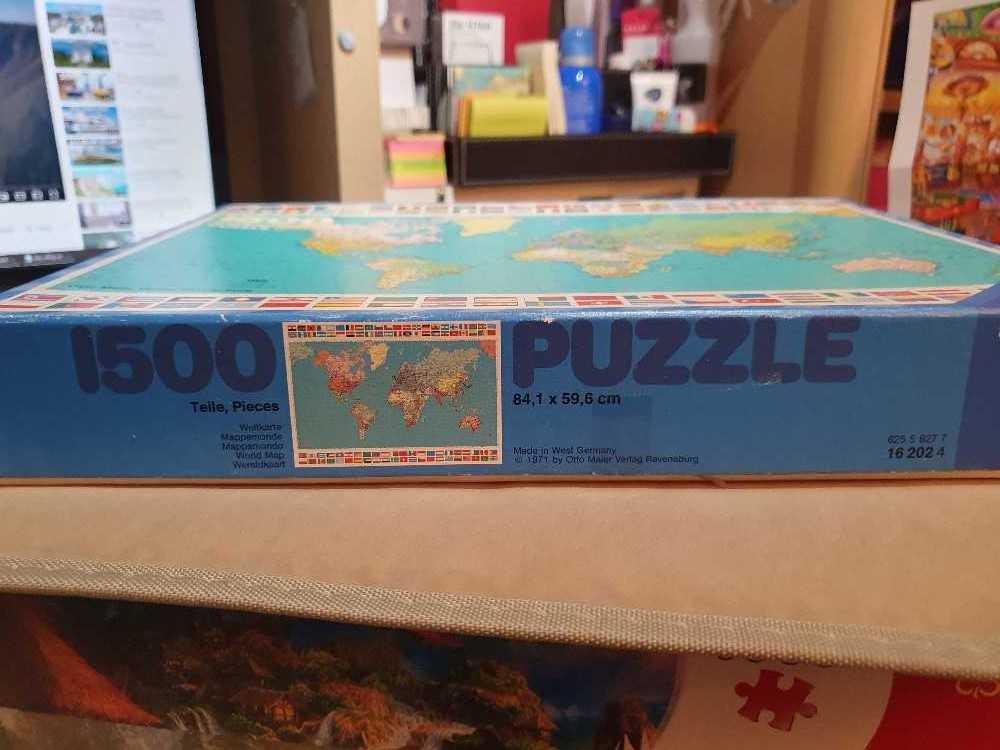 1500
PUZZLE
Teile, Pieces
84,1 x 59,6 cm
Weltkarte
Mappemonde
Mappamondo
World Map
Wereldkaart
Made in West Germany
© 1971 by Otto Maier Verlag Ravensburg
625 5 827 7
16 202 4